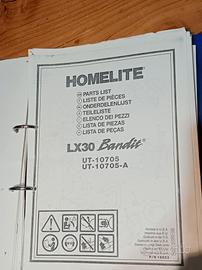 HOMELITE®
PARTS LIST
LISTE DE PIÈCES
ONDERDELENLIJST
TEILELISTE
ELENCO DEI PEZZI
LISTA DE PIEZAS
LISTA DE PEÇAS
LX30 Bandit®
UT-10705
UT-10705-A